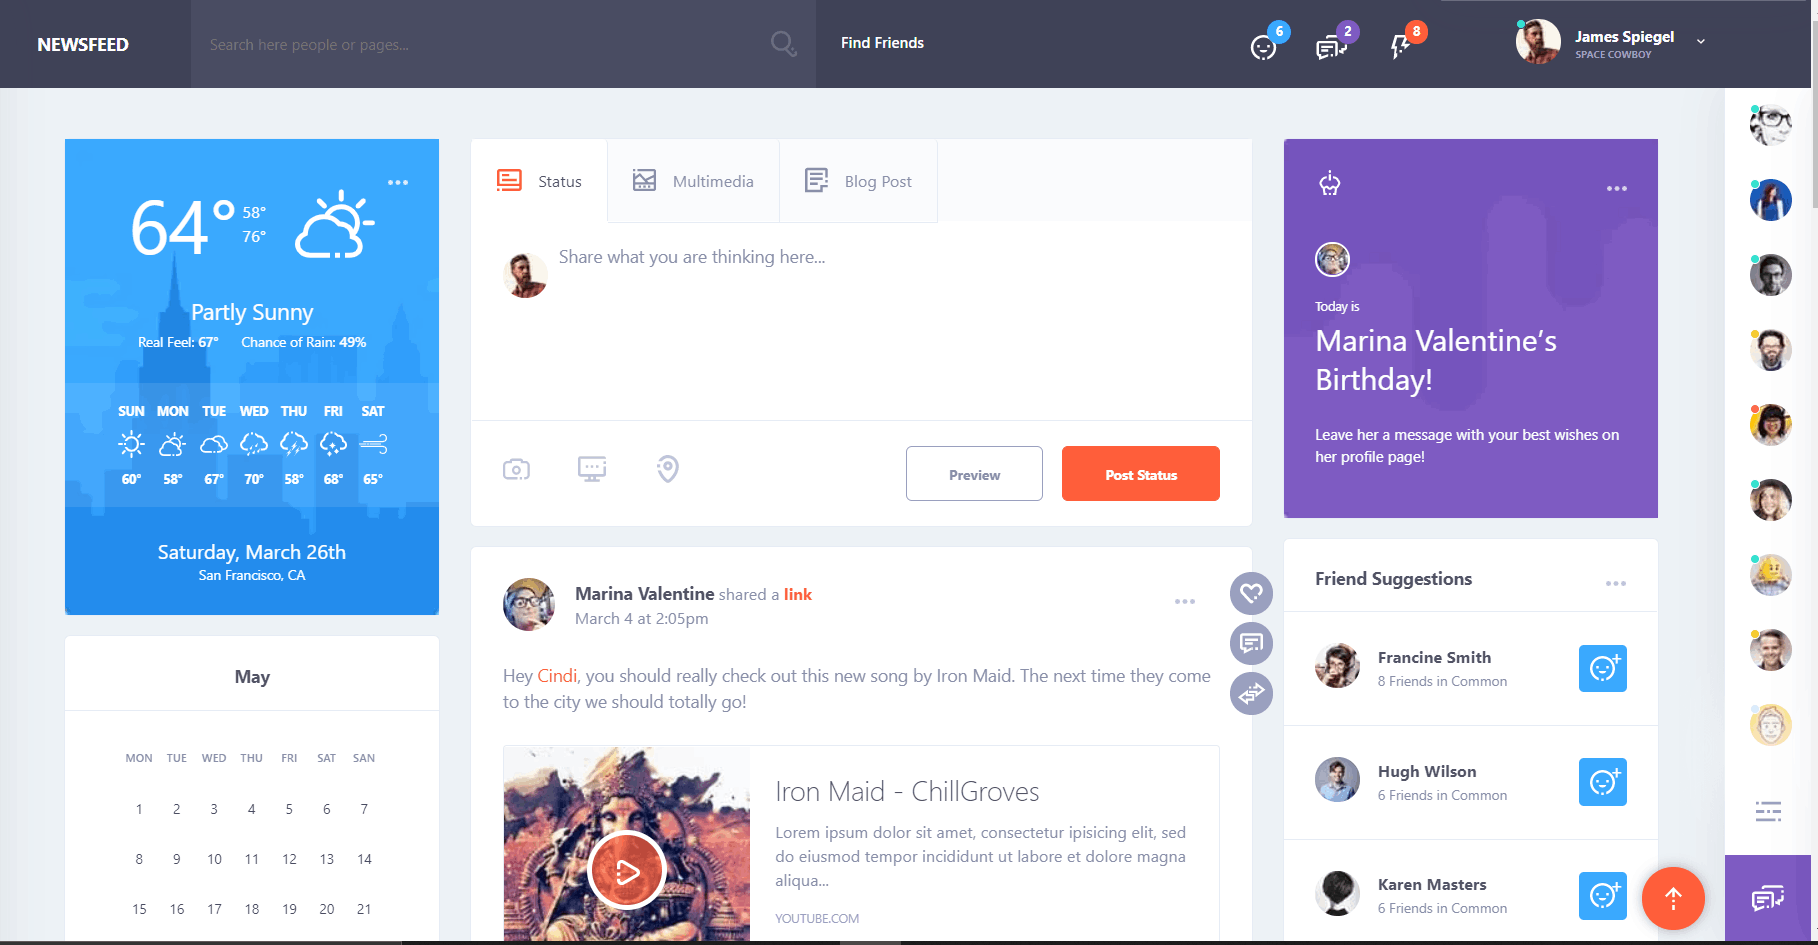 NEWSFEED
Search here people or pages...
Find Friends
6
2
8
James Spiegel
SPACE COWBOY
64°
58°
76°
Partly Sunny
Real Feel: 67° Chance of Rain: 49%
SUN MON TUE WED THU FRI SAT
60° 58° 67° 70° 58° 68° 65°
Saturday, March 26th
San Francisco, CA
May
MON TUE WED THU FRI SAT SAN
1 2 3 4 5 6 7
8 9 10 11 12 13 14
15 16 17 18 19 20 21
Status
Multimedia
Blog Post
Share what you are thinking here...
Preview
Post Status
Marina Valentine shared a link
March 4 at 2:05pm
Hey Cindi, you should really check out this new song by Iron Maid. The next time they come
to the city we should totally go!
Iron Maid - ChillGroves
Lorem ipsum dolor sit amet, consectetur ipisicing elit, sed
do eiusmod tempor incididunt ut labore et dolore magna
aliqua...
YOUTUBE.COM
Today is
Marina Valentine’s
Birthday!
Leave her a message with your best wishes on
her profile page!
Friend Suggestions
Francine Smith
8 Friends in Common
Hugh Wilson
6 Friends in Common
Karen Masters
6 Friends in Common